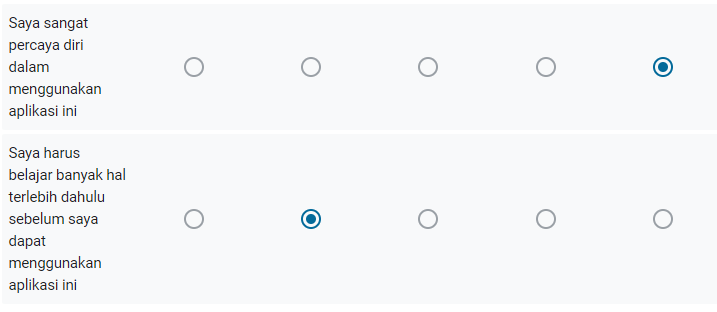 Saya sangat
percaya diri
dalam
menggunakan
aplikasi ini
Saya harus
belajar banyak hal
terlebih dahulu
sebelum saya
dapat
menggunakan
aplikasi ini